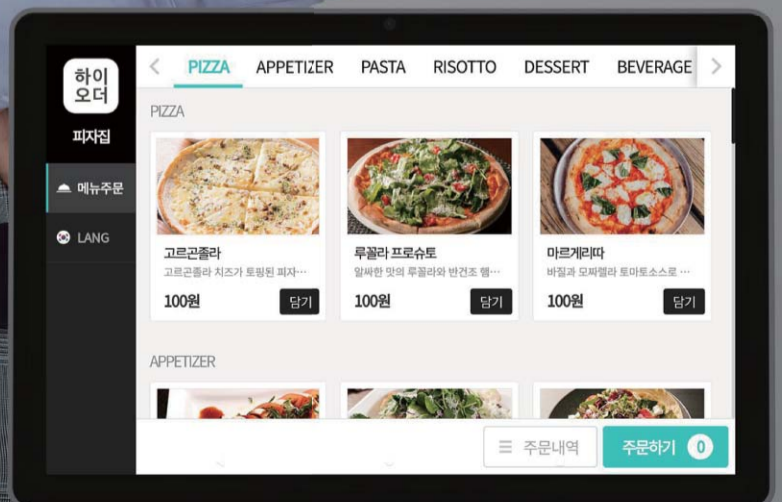 하이
오더
피자집
메뉴주문
LANG
< PIZZA APPETIZER PASTA RISOTTO DESSERT BEVERAGE >
PIZZA
고르곤졸라
고르곤졸라 치즈가 토핑된 피자…
100원 담기
루꼴라 프로슈토
알싸한 맛의 루꼴라와 반건조 햄…
100원 담기
마르게리따
바질과 모짜렐라 토마토소스로 …
100원 담기
APPETIZER
주문내역
주문하기 0